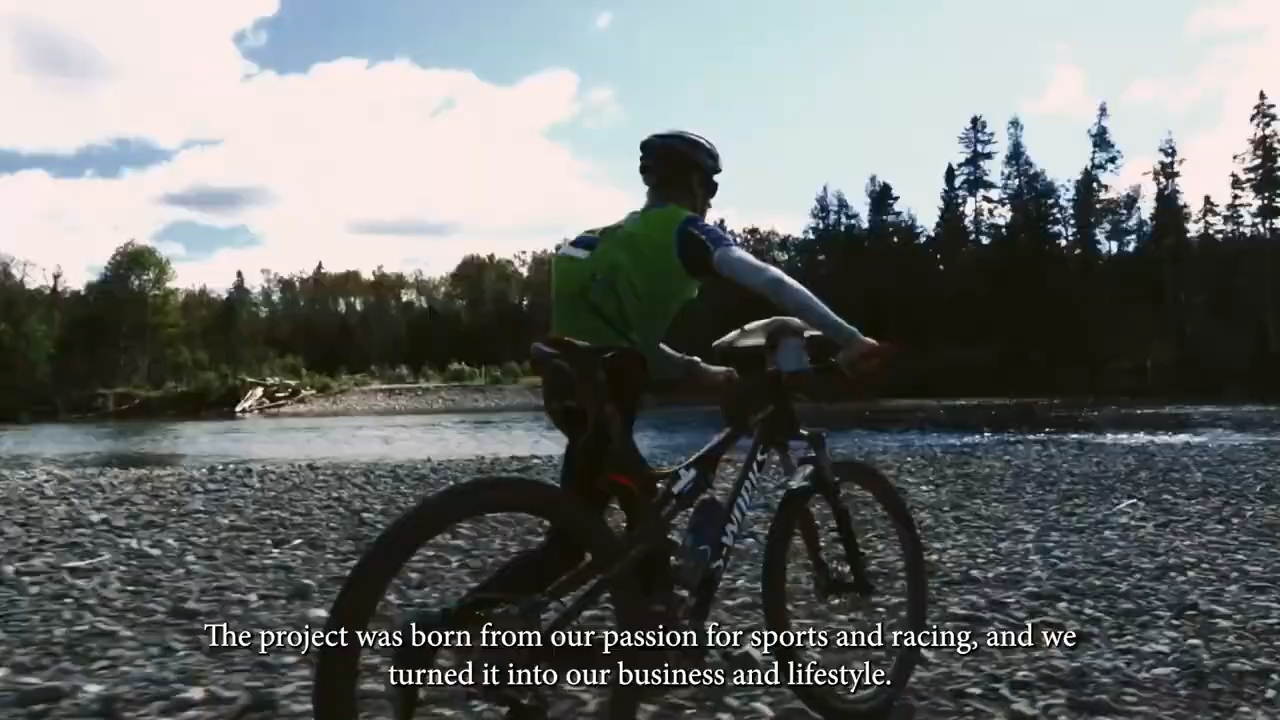 S-WORKS
The project was born from our passion for sports and racing, and we
turned it into our business and lifestyle.